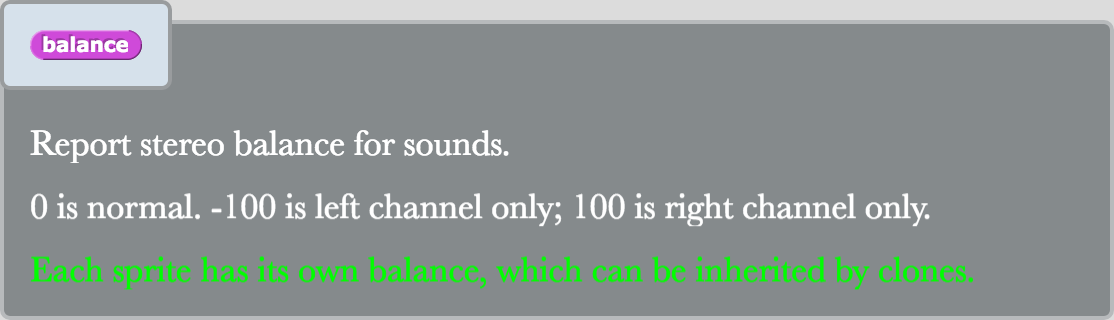 balance
Report stereo balance for sounds.
0 is normal. -100 is left channel only; 100 is right channel only.
Each sprite has its own balance, which can be inherited by clones.